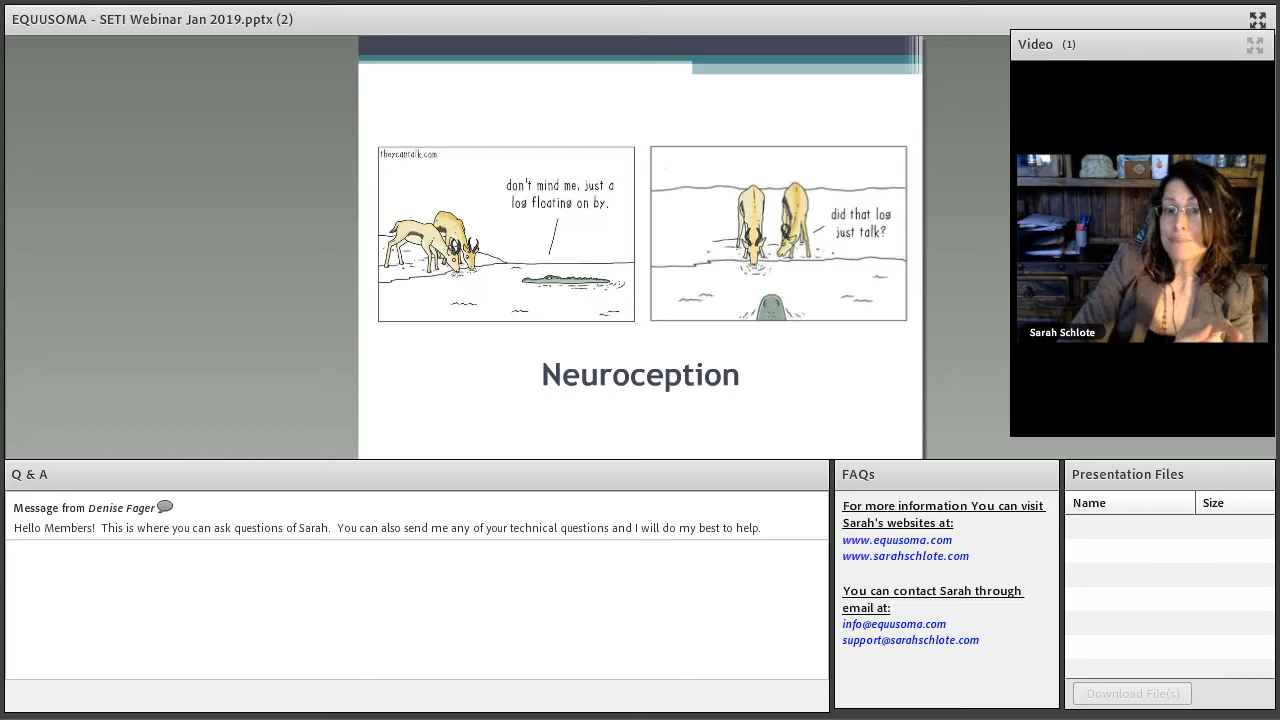 EQUUSOMA - SETI Webinar Jan 2019.pptx (2)
Video (1)
theycantalk.com
don't mind me, just a
log floating on by.
did that log
just talk?
Neuroception
Sarah Schlote
Q & A
Message from Denise Fager
Hello Members! This is where you can ask questions of Sarah. You can also send me any of your technical questions and I will do my best to help.
FAQs
For more information You can visit
Sarah's websites at:
www.equusoma.com
www.sarahschlote.com
You can contact Sarah through
email at:
info@equusoma.com
support@sarahschlote.com
Presentation Files
Name
Size
Download File(s)